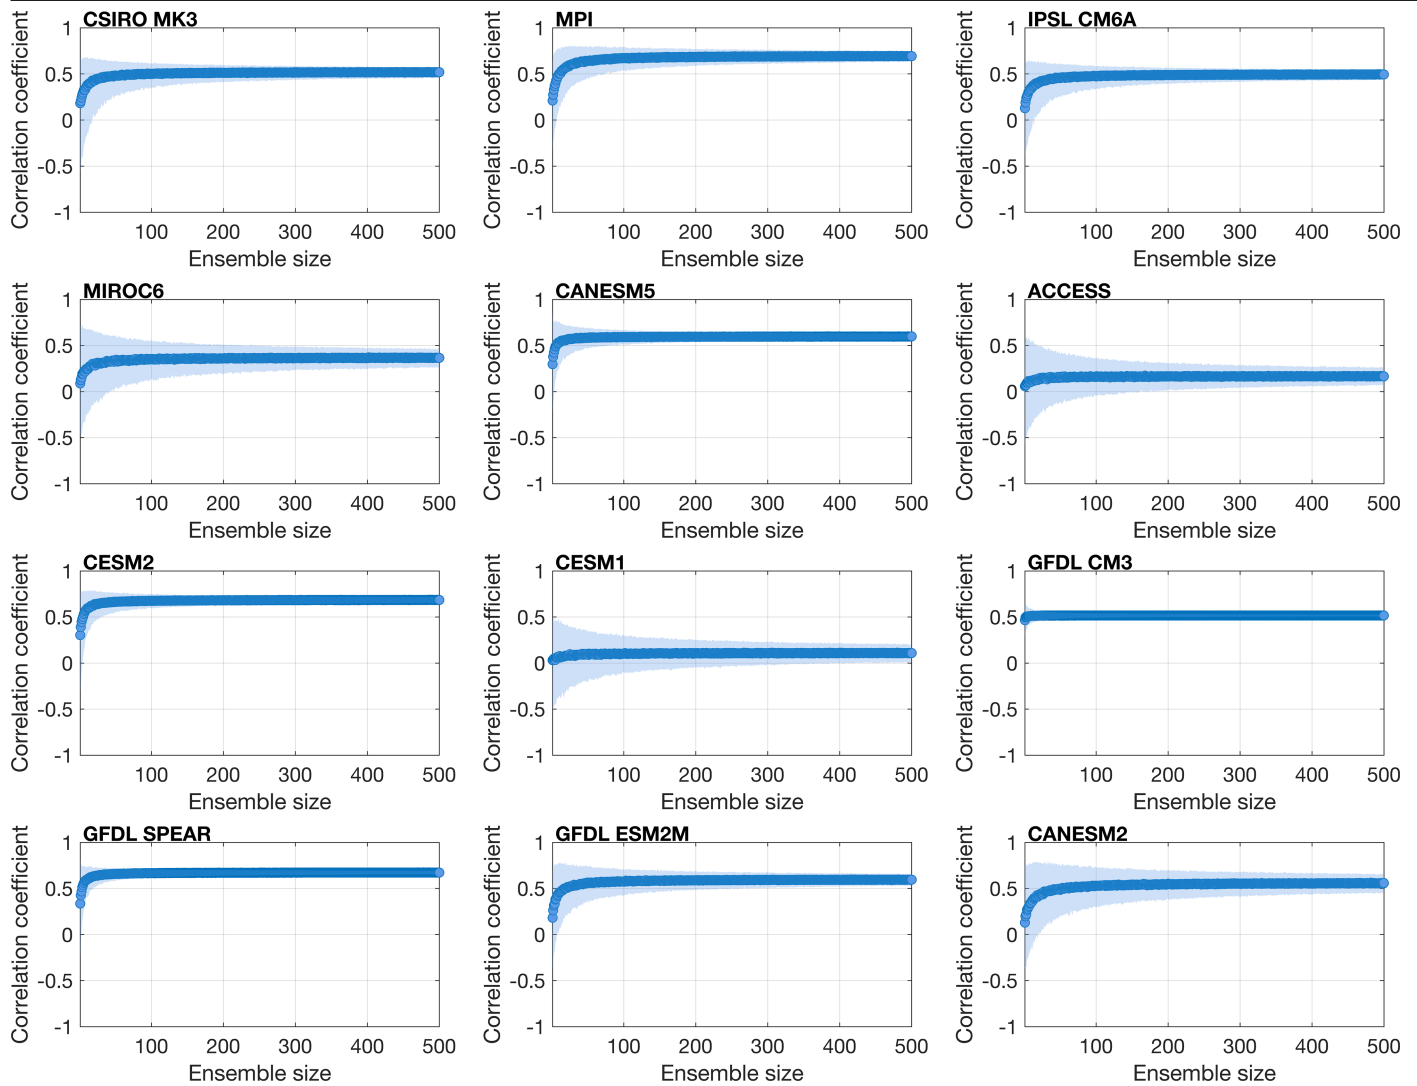 CSIRO MK3
Correlation coefficient
1
0.5
0
-0.5
-1
100 200 300 400 500
Ensemble size
MPI
Correlation coefficient
1
0.5
0
-0.5
-1
100 200 300 400 500
Ensemble size
IPSL CM6A
Correlation coefficient
1
0.5
0
-0.5
-1
100 200 300 400 500
Ensemble size
MIROC6
Correlation coefficient
1
0.5
0
-0.5
-1
100 200 300 400 500
Ensemble size
CANESM5
Correlation coefficient
1
0.5
0
-0.5
-1
100 200 300 400 500
Ensemble size
ACCESS
Correlation coefficient
1
0.5
0
-0.5
-1
100 200 300 400 500
Ensemble size
CESM2
Correlation coefficient
1
0.5
0
-0.5
-1
100 200 300 400 500
Ensemble size
CESM1
Correlation coefficient
1
0.5
0
-0.5
-1
100 200 300 400 500
Ensemble size
GFDL CM3
Correlation coefficient
1
0.5
0
-0.5
-1
100 200 300 400 500
Ensemble size
GFDL SPEAR
Correlation coefficient
1
0.5
0
-0.5
-1
100 200 300 400 500
Ensemble size
GFDL ESM2M
Correlation coefficient
1
0.5
0
-0.5
-1
100 200 300 400 500
Ensemble size
CANESM2
Correlation coefficient
1
0.5
0
-0.5
-1
100 200 300 400 500
Ensemble size